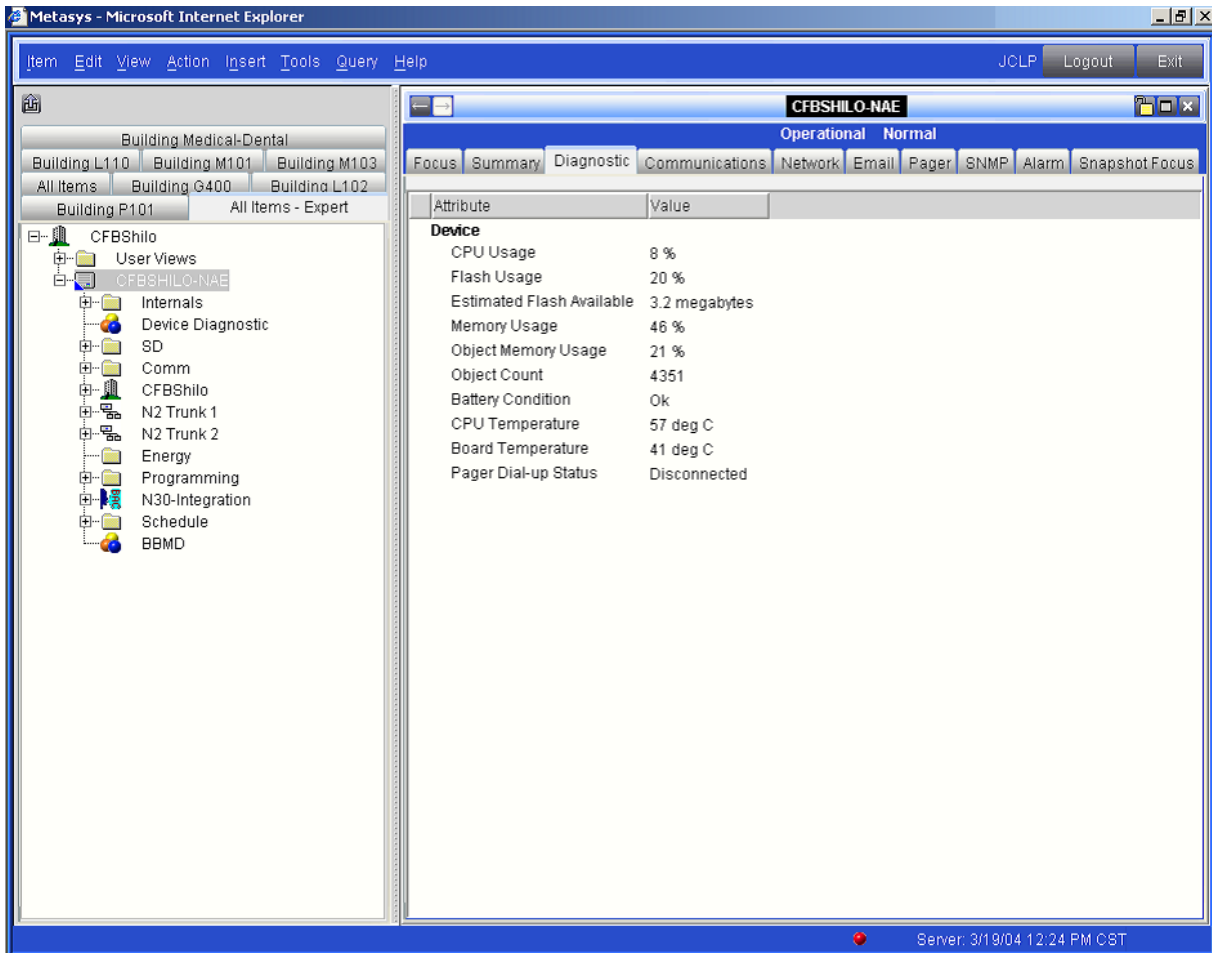 Metasys - Microsoft Internet Explorer
Item Edit View Action Insert Tools Query Help
JCLP Logout Exit
Building Medical-Dental
Building L110 Building M101 Building M103
All Items Building G400 Building L102
Building P101 All Items - Expert
CFBShilo
User Views
CFBSHILO-NAE
Internals
Device Diagnostic
SD
Comm
CFBShilo
N2 Trunk 1
N2 Trunk 2
Energy
Programming
N30-Integration
Schedule
BBMD
CFBSHILO-NAE
Operational Normal
Focus Summary Diagnostic Communications Network Email Pager SNMP Alarm Snapshot Focus
Attribute Value
Device
CPU Usage 8 %
Flash Usage 20 %
Estimated Flash Available 3.2 megabytes
Memory Usage 46 %
Object Memory Usage 21 %
Object Count 4351
Battery Condition Ok
CPU Temperature 57 deg C
Board Temperature 41 deg C
Pager Dial-up Status Disconnected
Server: 3/19/04 12:24 PM CST